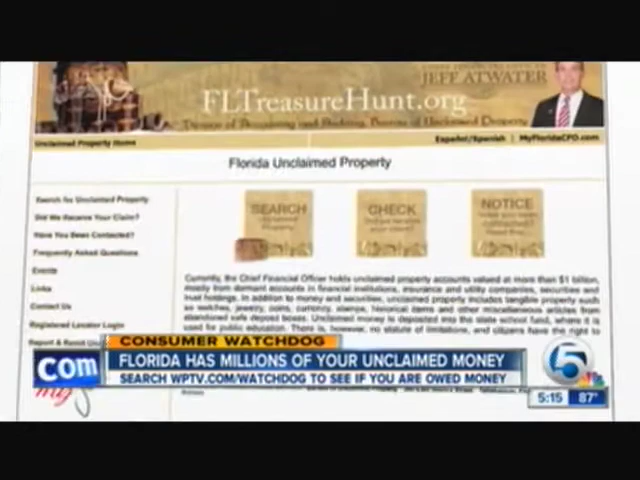 JEFF ATWATER
FLTreasureHunt.org
Division of Accounting and Auditing, Bureau of Unclaimed Property
Unclaimed Property Home
Español/Spanish | MyFloridaCFO.com
Florida Unclaimed Property
Search for Unclaimed Property
Did We Receive Your Claim?
Have You Been Contacted?
Frequently Asked Questions
Events
Links
Contact Us
Registered Locator Login
Report & Remit
SEARCH
Unclaimed
Property
CHECK
NOTICE
Currently, the Chief Financial Officer holds unclaimed property accounts valued at more than $1 billion,
mostly from dormant accounts in financial institutions, insurance and utility companies, securities and
trust holdings. In addition to money and securities, unclaimed property includes tangible property such
as watches, jewelry, coins, currency, stamps, historical items and other miscellaneous articles from
abandoned safe deposit boxes. Unclaimed money is deposited into the state school fund, where it is
used for public education. There is, however, no statute of limitations, and citizens have the right to
CONSUMER WATCHDOG
com
FLORIDA HAS MILLIONS OF YOUR UNCLAIMED MONEY
SEARCH WPTV.COM/WATCHDOG TO SEE IF YOU ARE OWED MONEY
5
5:15 87°
my